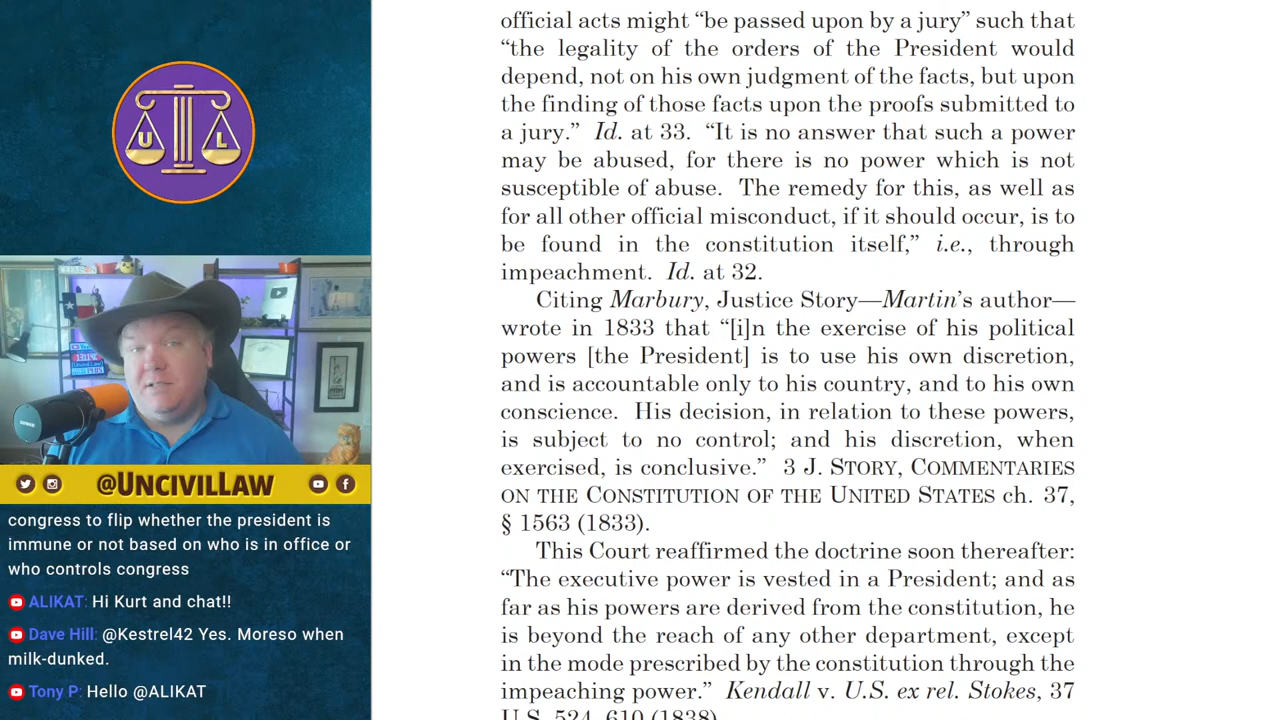 official acts might “be passed upon by a jury” such that
“the legality of the orders of the President would
depend, not on his own judgment of the facts, but upon
the finding of those facts upon the proofs submitted to
a jury.” Id. at 33. “It is no answer that such a power
may be abused, for there is no power which is not
susceptible of abuse. The remedy for this, as well as
for all other official misconduct, if it should occur, is to
be found in the constitution itself,” i.e., through
impeachment. Id. at 32.
Citing Marbury, Justice Story—Martin’s author—
wrote in 1833 that “[i]n the exercise of his political
powers [the President] is to use his own discretion,
and is accountable only to his country, and to his own
conscience. His decision, in relation to these powers,
is subject to no control; and his discretion, when
exercised, is conclusive.” 3 J. STORY, COMMENTARIES
ON THE CONSTITUTION OF THE UNITED STATES ch. 37,
§ 1563 (1833).
This Court reaffirmed the doctrine soon thereafter:
“The executive power is vested in a President; and as
far as his powers are derived from the constitution, he
is beyond the reach of any other department, except
in the mode prescribed by the constitution through the
impeaching power.” Kendall v. U.S. ex rel. Stokes, 37
U.S. 524, 610 (1838).
U L
@UNCIVILLAW
congress to flip whether the president is
immune or not based on who is in office or
who controls congress
ALIKAT: Hi Kurt and chat!!
Dave Hill: @Kestrel42 Yes. Moreso when
milk-dunked.
Tony P: Hello @ALIKAT